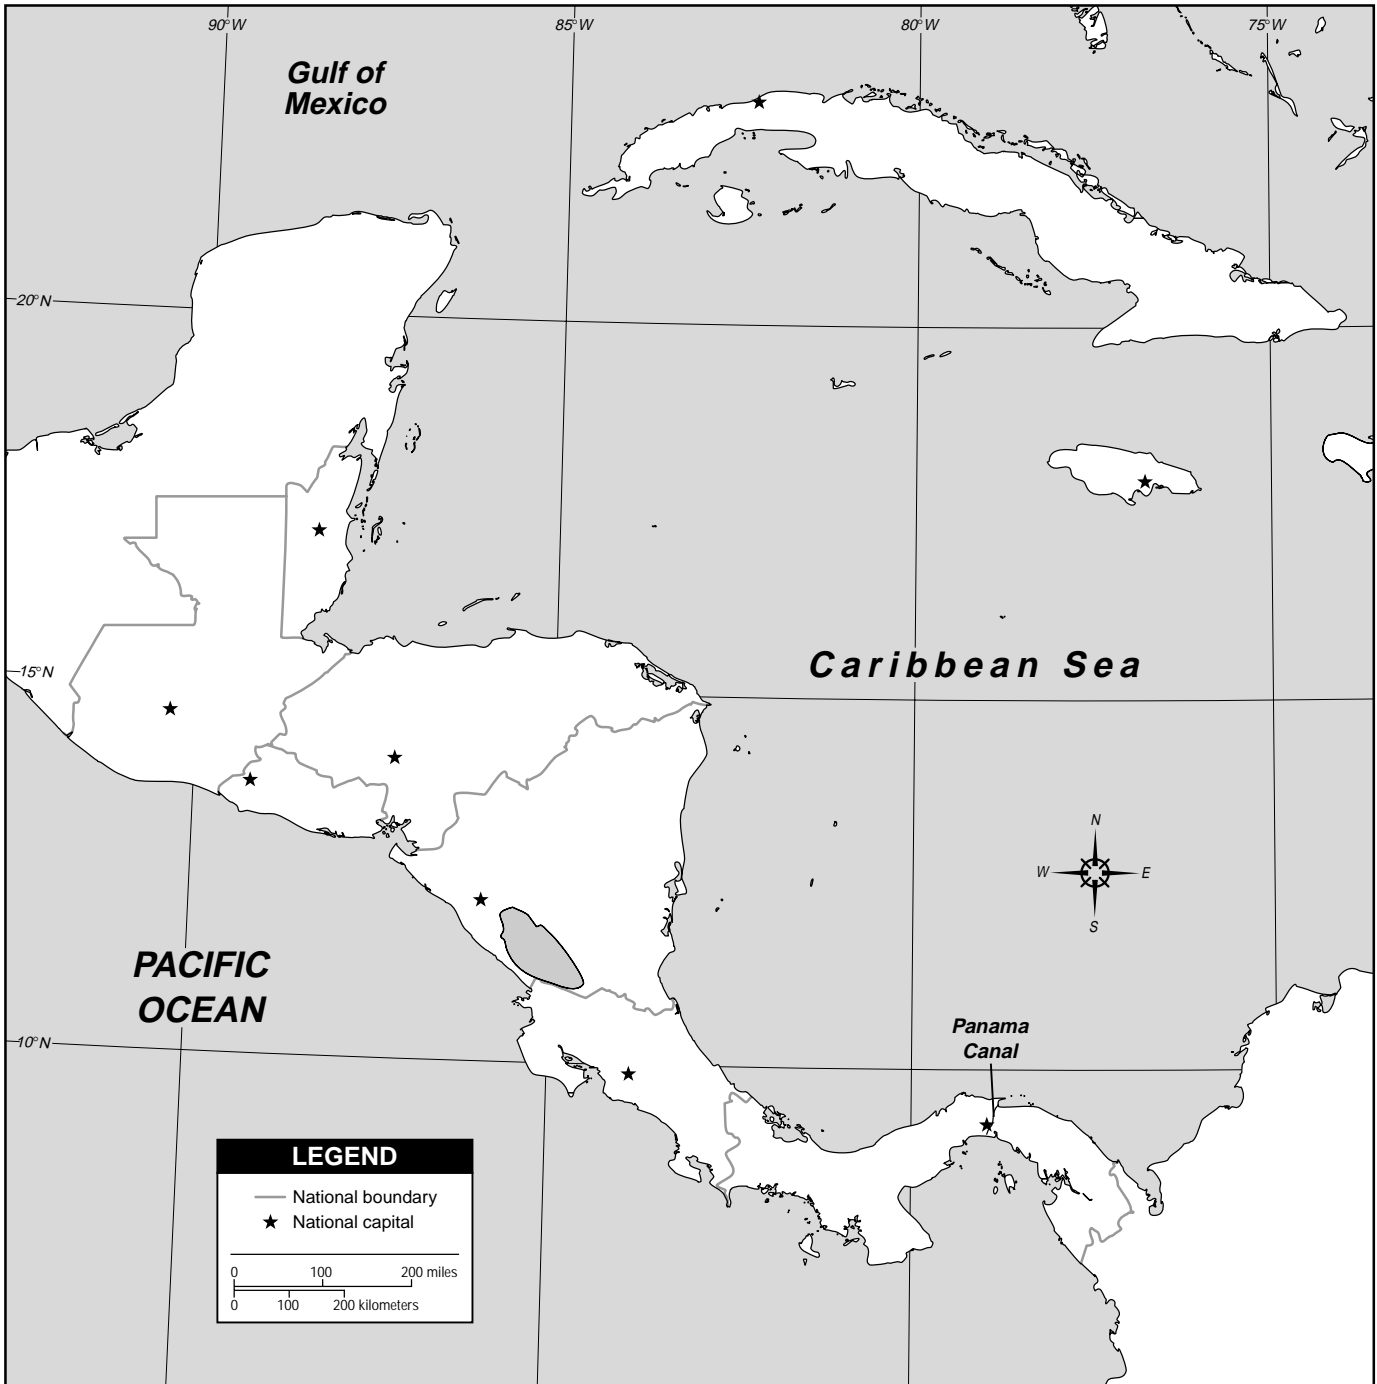 90°W
85°W
80°W
75°W
Gulf of
Mexico
20°N
15°N
Caribbean Sea
N
W
E
S
PACIFIC
OCEAN
Panama
Canal
10°N
LEGEND
National boundary
National capital
0 100 200 miles
0 100 200 kilometers